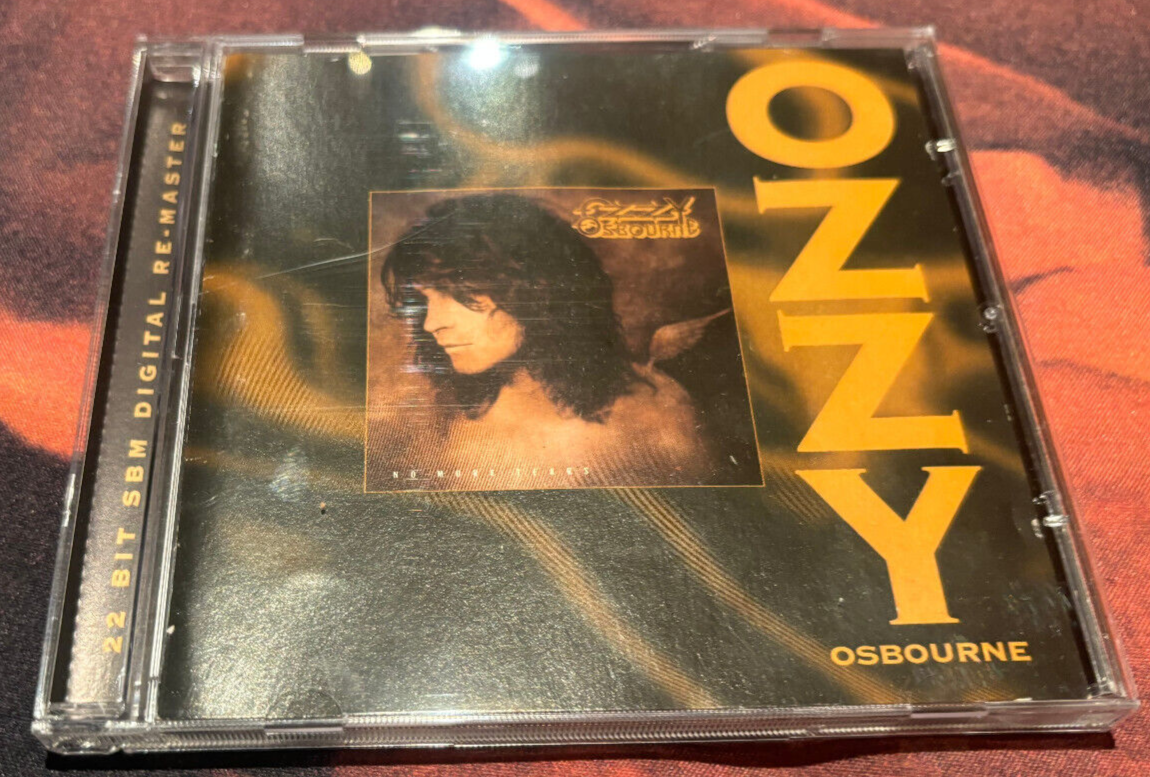 22 BIT SBM DIGITAL RE-MASTER
OZZY
OSBOURNE
OZZY
OSBOURNE
NO MORE TEARS